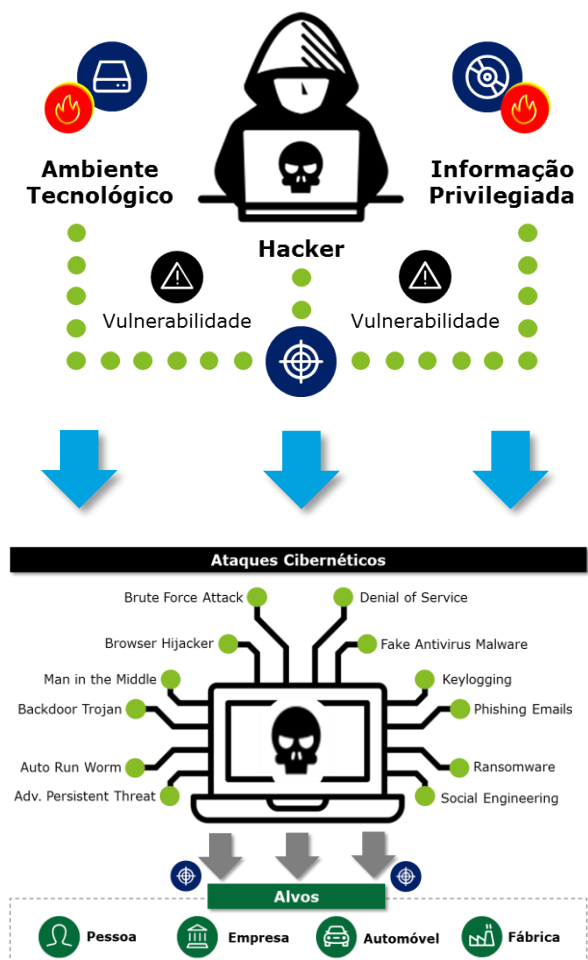 Ambiente
Tecnológico
Informação
Privilegiada
Hacker
Vulnerabilidade
Vulnerabilidade
Ataques Cibernéticos
Brute Force Attack
Denial of Service
Browser Hijacker
Fake Antivirus Malware
Man in the Middle
Keylogging
Backdoor Trojan
Phishing Emails
Auto Run Worm
Ransomware
Adv. Persistent Threat
Social Engineering
Alvos
Pessoa
Empresa
Automóvel
Fábrica